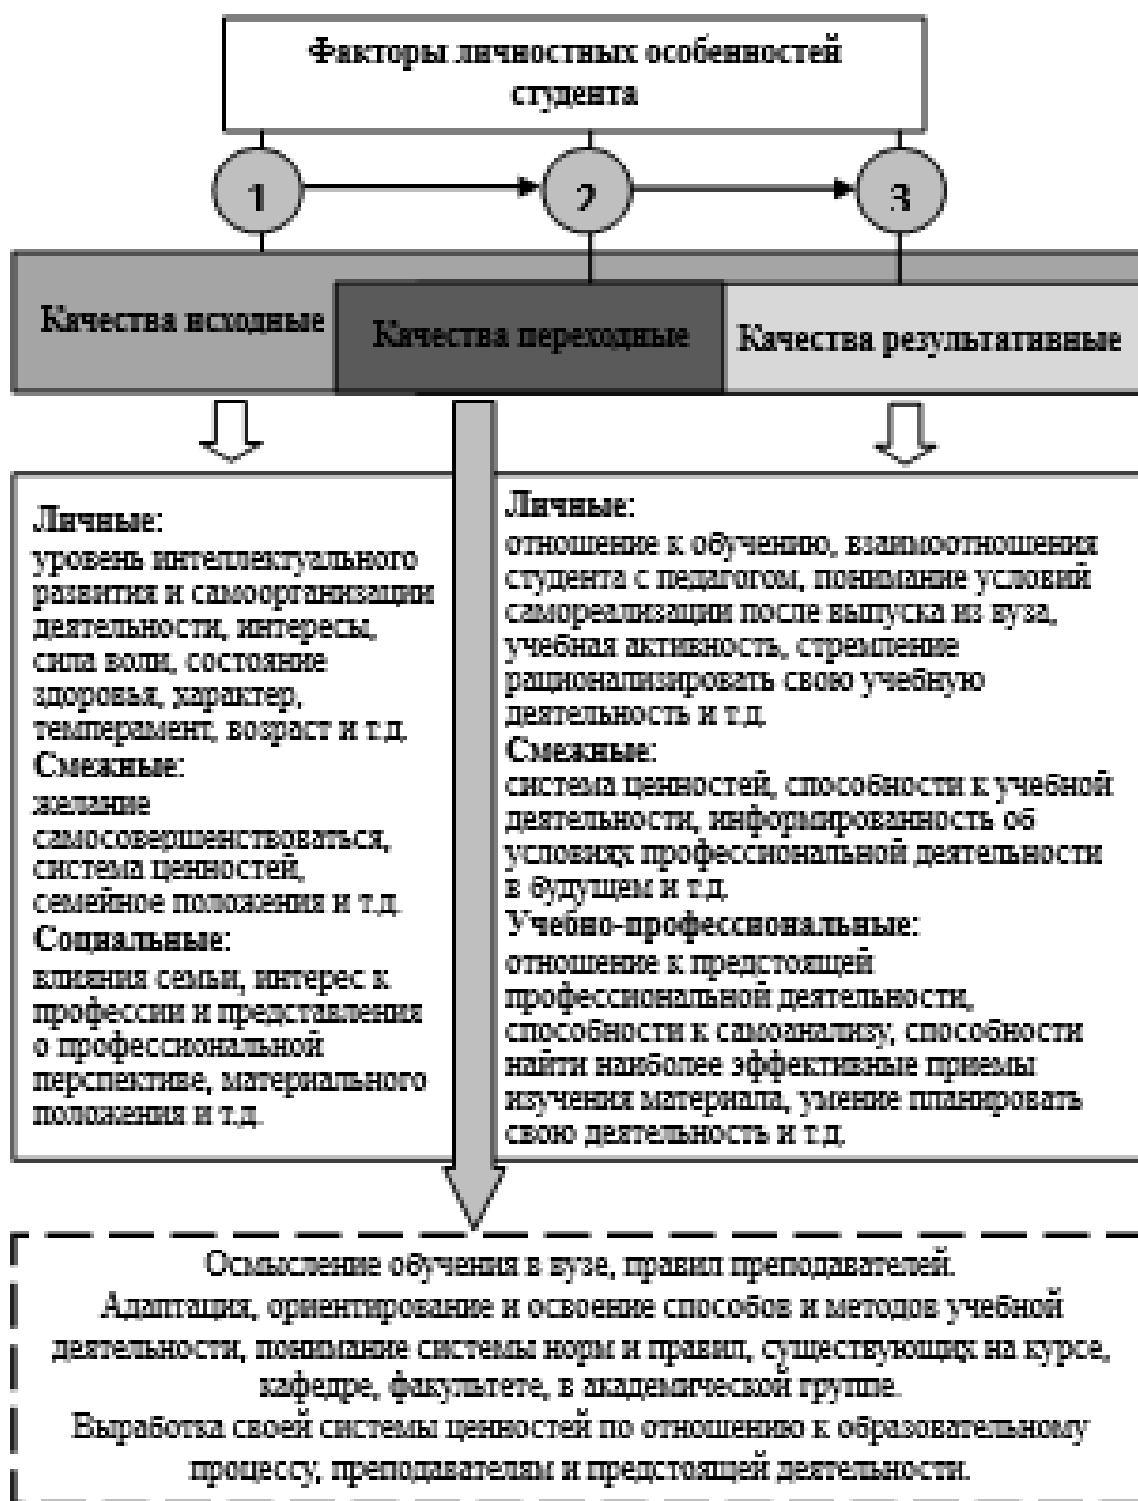 Факторы личностных особенностей
студента
1
2
3
Качества исходные
Качества переходные
Качества результативные
Личные:
уровень интеллектуального
развития и самоорганизации
деятельности, интересы,
сила воли, состояние
здоровья, характер,
темперамент, возраст и т.д.
Смежные:
желание
самосовершенствоваться,
система ценностей,
семейное положения и т.д.
Социальные:
влияния семьи, интерес к
профессии и представления
о профессиональной
перспективе, материального
положения и т.д.
Личные:
отношение к обучению, взаимоотношения
студента с педагогом, понимание условий
самореализации после выпуска из вуза,
учебная активность, стремление
рационализировать свою учебную
деятельность и т.д.
Смежные:
система ценностей, способности к учебной
деятельности, информированность об
условиях профессиональной деятельности
в будущем и т.д.
Учебно-профессиональные:
отношение к предстоящей
профессиональной деятельности,
способности к самоанализу, способности
найти наиболее эффективные приемы
изучения материала, умение планировать
свою деятельность и т.д.
Осмысление обучения в вузе, правил преподавателей.
Адаптация, ориентирование и освоение способов и методов учебной
деятельности, понимание системы норм и правил, существующих на курсе,
кафедре, факультете, в академической группе.
Выработка своей системы ценностей по отношению к образовательному
процессу, преподавателям и предстоящей деятельности.